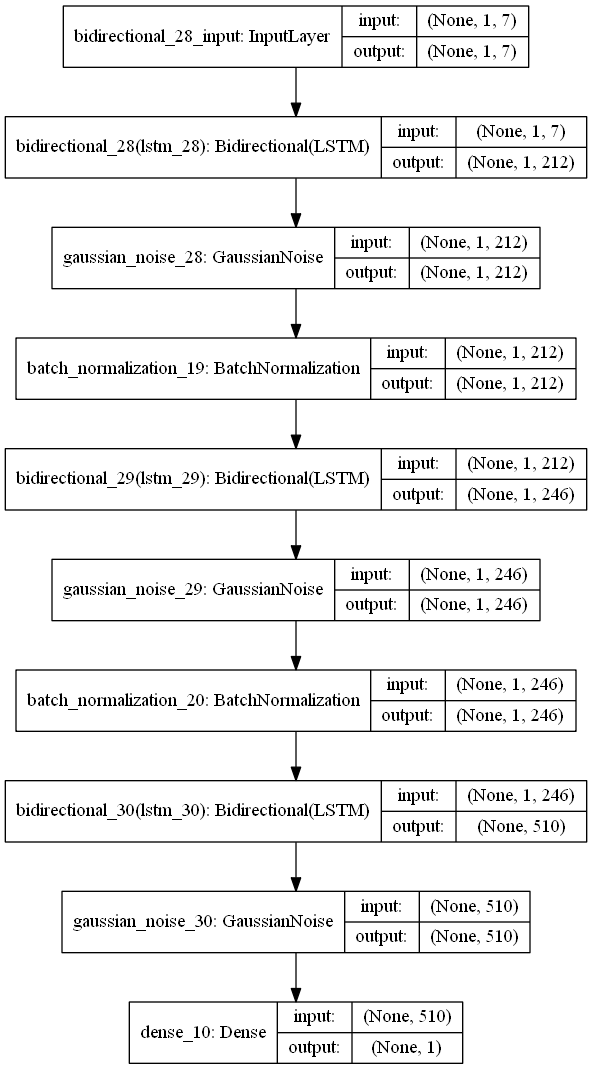 bidirectional_28_input: InputLayer
input: (None, 1, 7)
output: (None, 1, 7)
bidirectional_28(lstm_28): Bidirectional(LSTM)
input: (None, 1, 7)
output: (None, 1, 212)
gaussian_noise_28: GaussianNoise
input: (None, 1, 212)
output: (None, 1, 212)
batch_normalization_19: BatchNormalization
input: (None, 1, 212)
output: (None, 1, 212)
bidirectional_29(lstm_29): Bidirectional(LSTM)
input: (None, 1, 212)
output: (None, 1, 246)
gaussian_noise_29: GaussianNoise
input: (None, 1, 246)
output: (None, 1, 246)
batch_normalization_20: BatchNormalization
input: (None, 1, 246)
output: (None, 1, 246)
bidirectional_30(lstm_30): Bidirectional(LSTM)
input: (None, 1, 246)
output: (None, 510)
gaussian_noise_30: GaussianNoise
input: (None, 510)
output: (None, 510)
dense_10: Dense
input: (None, 510)
output: (None, 1)